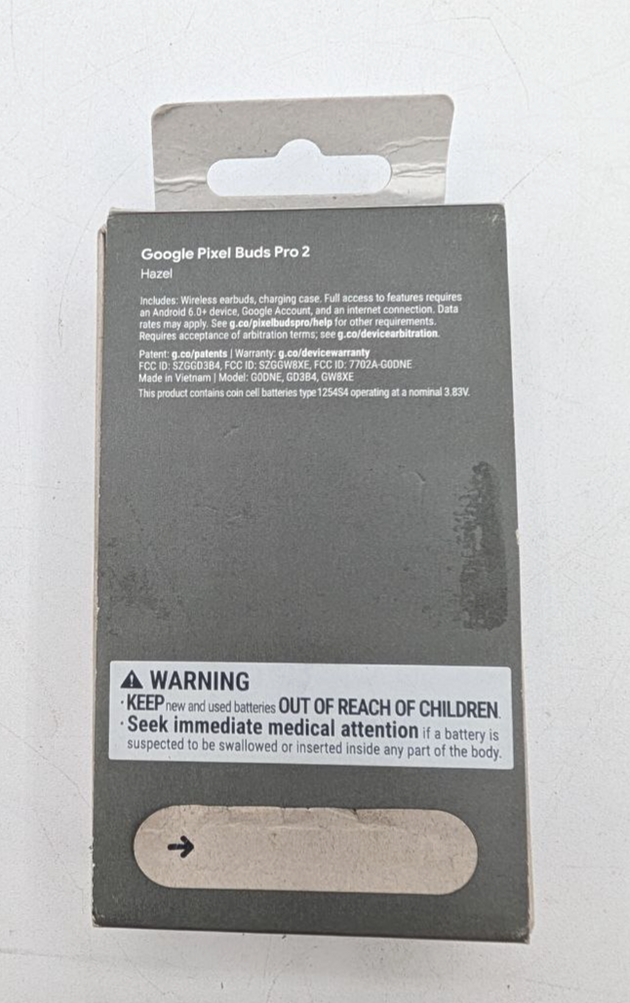 Google Pixel Buds Pro 2
Hazel
Includes: Wireless earbuds, charging case. Full access to features requires
an Android 6.0+ device, Google Account, and an internet connection. Data
rates may apply. See g.co/pixelbudspro/help for other requirements.
Requires acceptance of arbitration terms; see g.co/devicearbitration.
Patent: g.co/patents | Warranty: g.co/devicewarranty
FCC ID: SZGGD3B4, FCC ID: SZGGW8XE, FCC ID: 7702A-G0DNE
Made in Vietnam | Model: G0DNE, GD3B4, GW8XE
This product contains coin cell batteries type 1254S4 operating at a nominal 3.83V.
WARNING
· KEEP new and used batteries OUT OF REACH OF CHILDREN.
· Seek immediate medical attention if a battery is
suspected to be swallowed or inserted inside any part of the body.